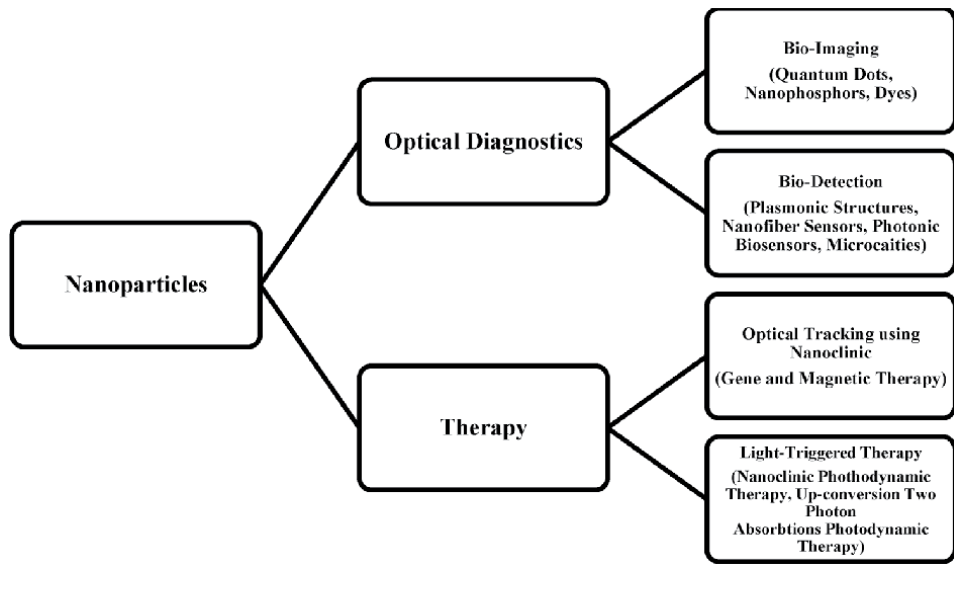 Nanoparticles
Optical Diagnostics
Bio-Imaging
(Quantum Dots,
Nanophosphors, Dyes)
Bio-Detection
(Plasmonic Structures,
Nanofiber Sensors, Photonic
Biosensors, Microcaities)
Therapy
Optical Tracking using
Nanoclinic
(Gene and Magnetic Therapy)
Light-Triggered Therapy
(Nanoclinic Phothodynamic
Therapy, Up-conversion Two
Photon
Absorbtions Photodynamic
Therapy)